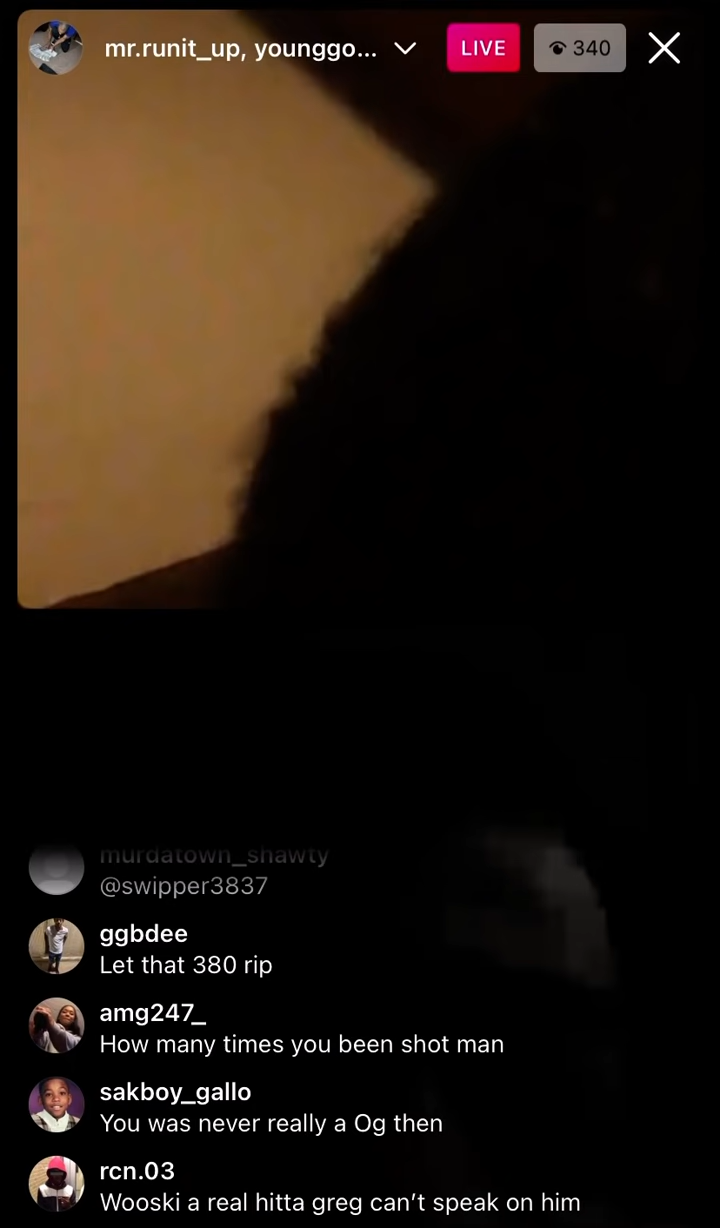 mr.runit_up, younggo...
LIVE
340
murdatown_shawty
@swipper3837
ggbdee
Let that 380 rip
amg247_
How many times you been shot man
sakboy_gallo
You was never really a Og then
rcn.03
Wooski a real hitta greg can’t speak on him